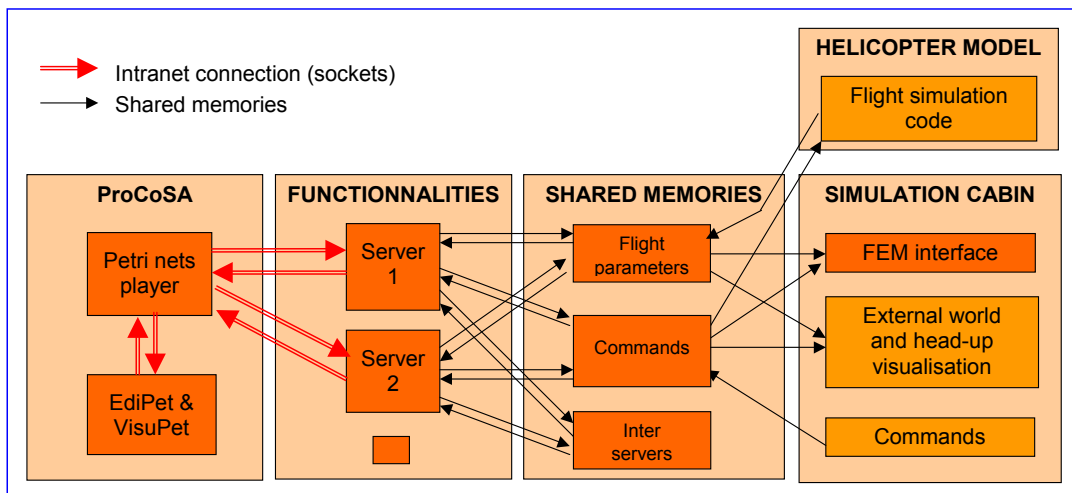 HELICOPTER MODEL
Flight simulation
code
Intranet connection (sockets)
Shared memories
ProCoSA
Petri nets
player
EdiPet &
VisuPet
FUNCTIONNALITIES
Server
1
Server
2
SHARED MEMORIES
Flight
parameters
Commands
Inter
servers
SIMULATION CABIN
FEM interface
External world
and head-up
visualisation
Commands